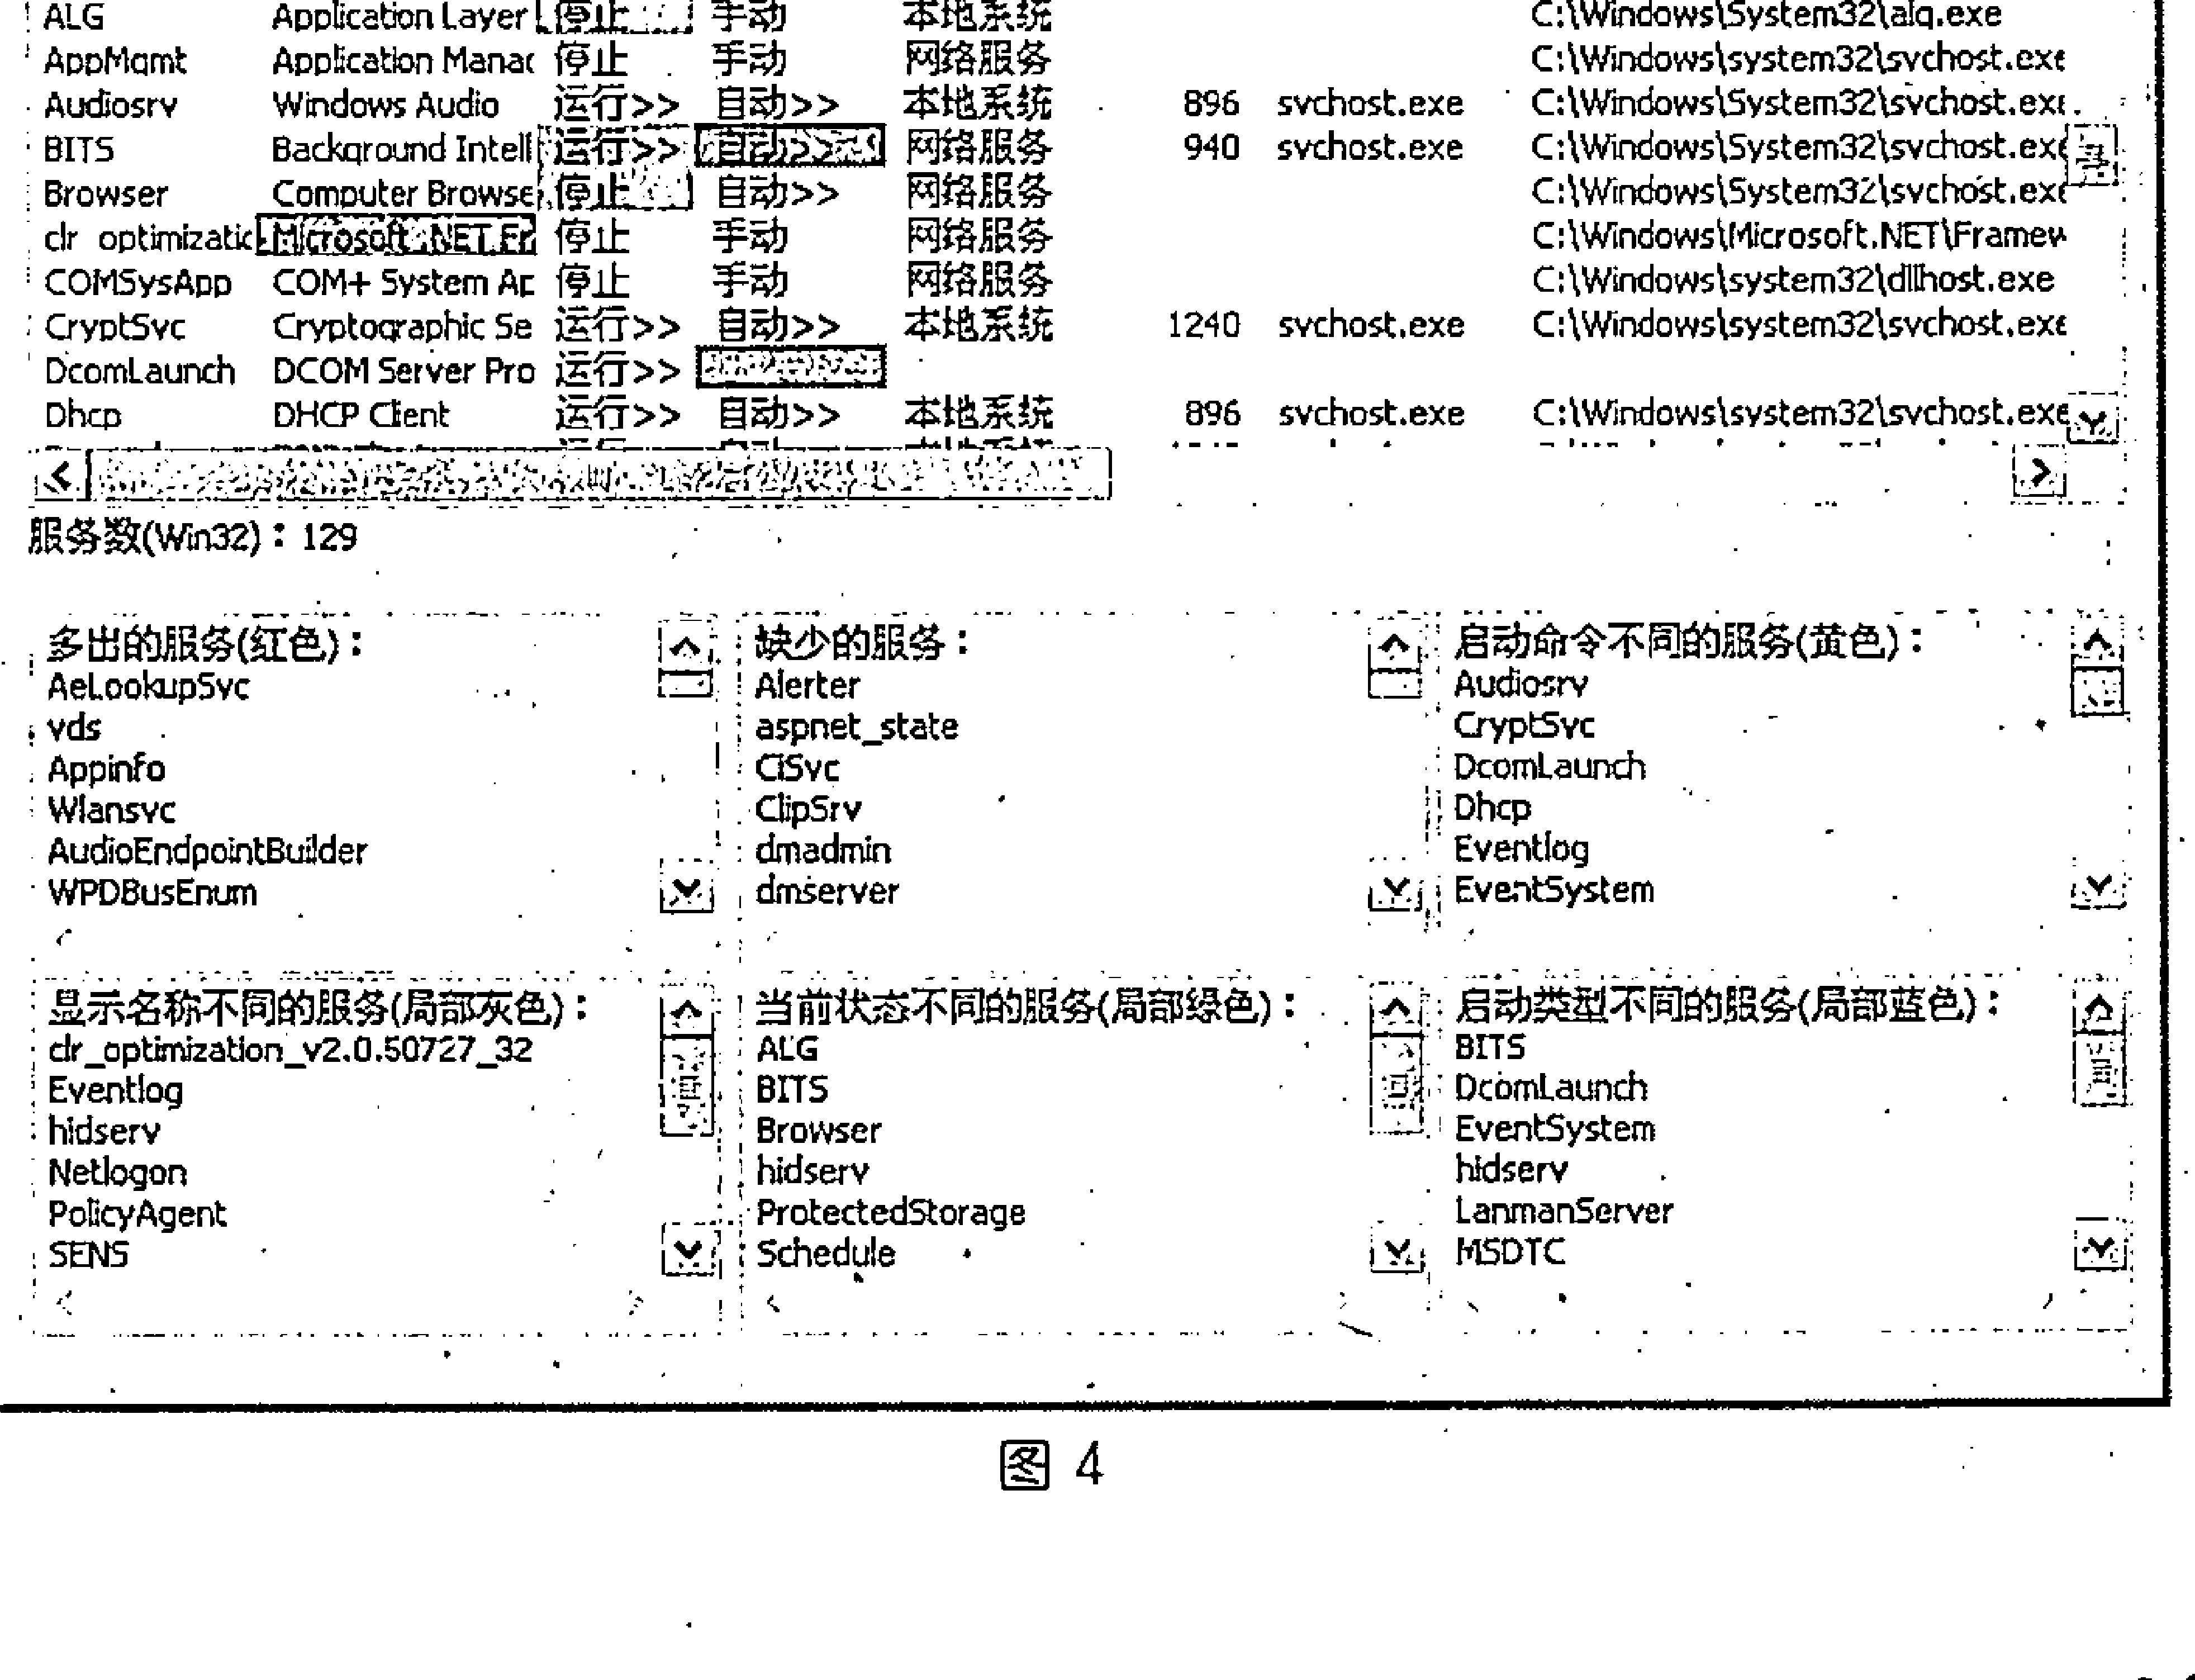 ALG Application Layer 停止 手动 本地系统 C:\Windows\System32\alg.exe
AppMgmt Application Manac 停止 手动 网络服务 C:\Windows\system32\svchost.exe
Audiosrv Windows Audio 运行>> 自动>> 本地系统 896 svchost.exe C:\Windows\System32\svchost.exe
BITS Background Intell 运行>> 自动>> 网络服务 940 svchost.exe C:\Windows\System32\svchost.exe
Browser Computer Browse 停止 自动>> 网络服务 C:\Windows\System32\svchost.exe
clr_optimizatic Microsoft .NET Fr 停止 手动 网络服务 C:\Windows\Microsoft.NET\Framew
COMSysApp COM+ System Ap 停止 手动 网络服务 C:\Windows\system32\dllhost.exe
CryptSvc Cryptographic Se 运行>> 自动>> 本地系统 1240 svchost.exe C:\Windows\system32\svchost.exe
DcomLaunch DCOM Server Pro 运行>>
Dhcp DHCP Client 运行>> 自动>> 本地系统 896 svchost.exe C:\Windows\system32\svchost.exe
服务数(Win32)：129
多出的服务(红色)：
AeLookupSvc
vds
Appinfo
Wlansvc
AudioEndpointBuilder
WPDBusEnum
缺少的服务：
Alerter
aspnet_state
CiSvc
ClipSrv
dmadmin
dmserver
启动命令不同的服务(黄色)：
Audiosrv
CryptSvc
DcomLaunch
Dhcp
Eventlog
EventSystem
显示名称不同的服务(局部灰色)：
clr_optimization_v2.0.50727_32
Eventlog
hidserv
Netlogon
PolicyAgent
SENS
当前状态不同的服务(局部绿色)：
ALG
BITS
Browser
hidserv
ProtectedStorage
Schedule
启动类型不同的服务(局部蓝色)：
BITS
DcomLaunch
EventSystem
hidserv
LanmanServer
MSDTC
图 4